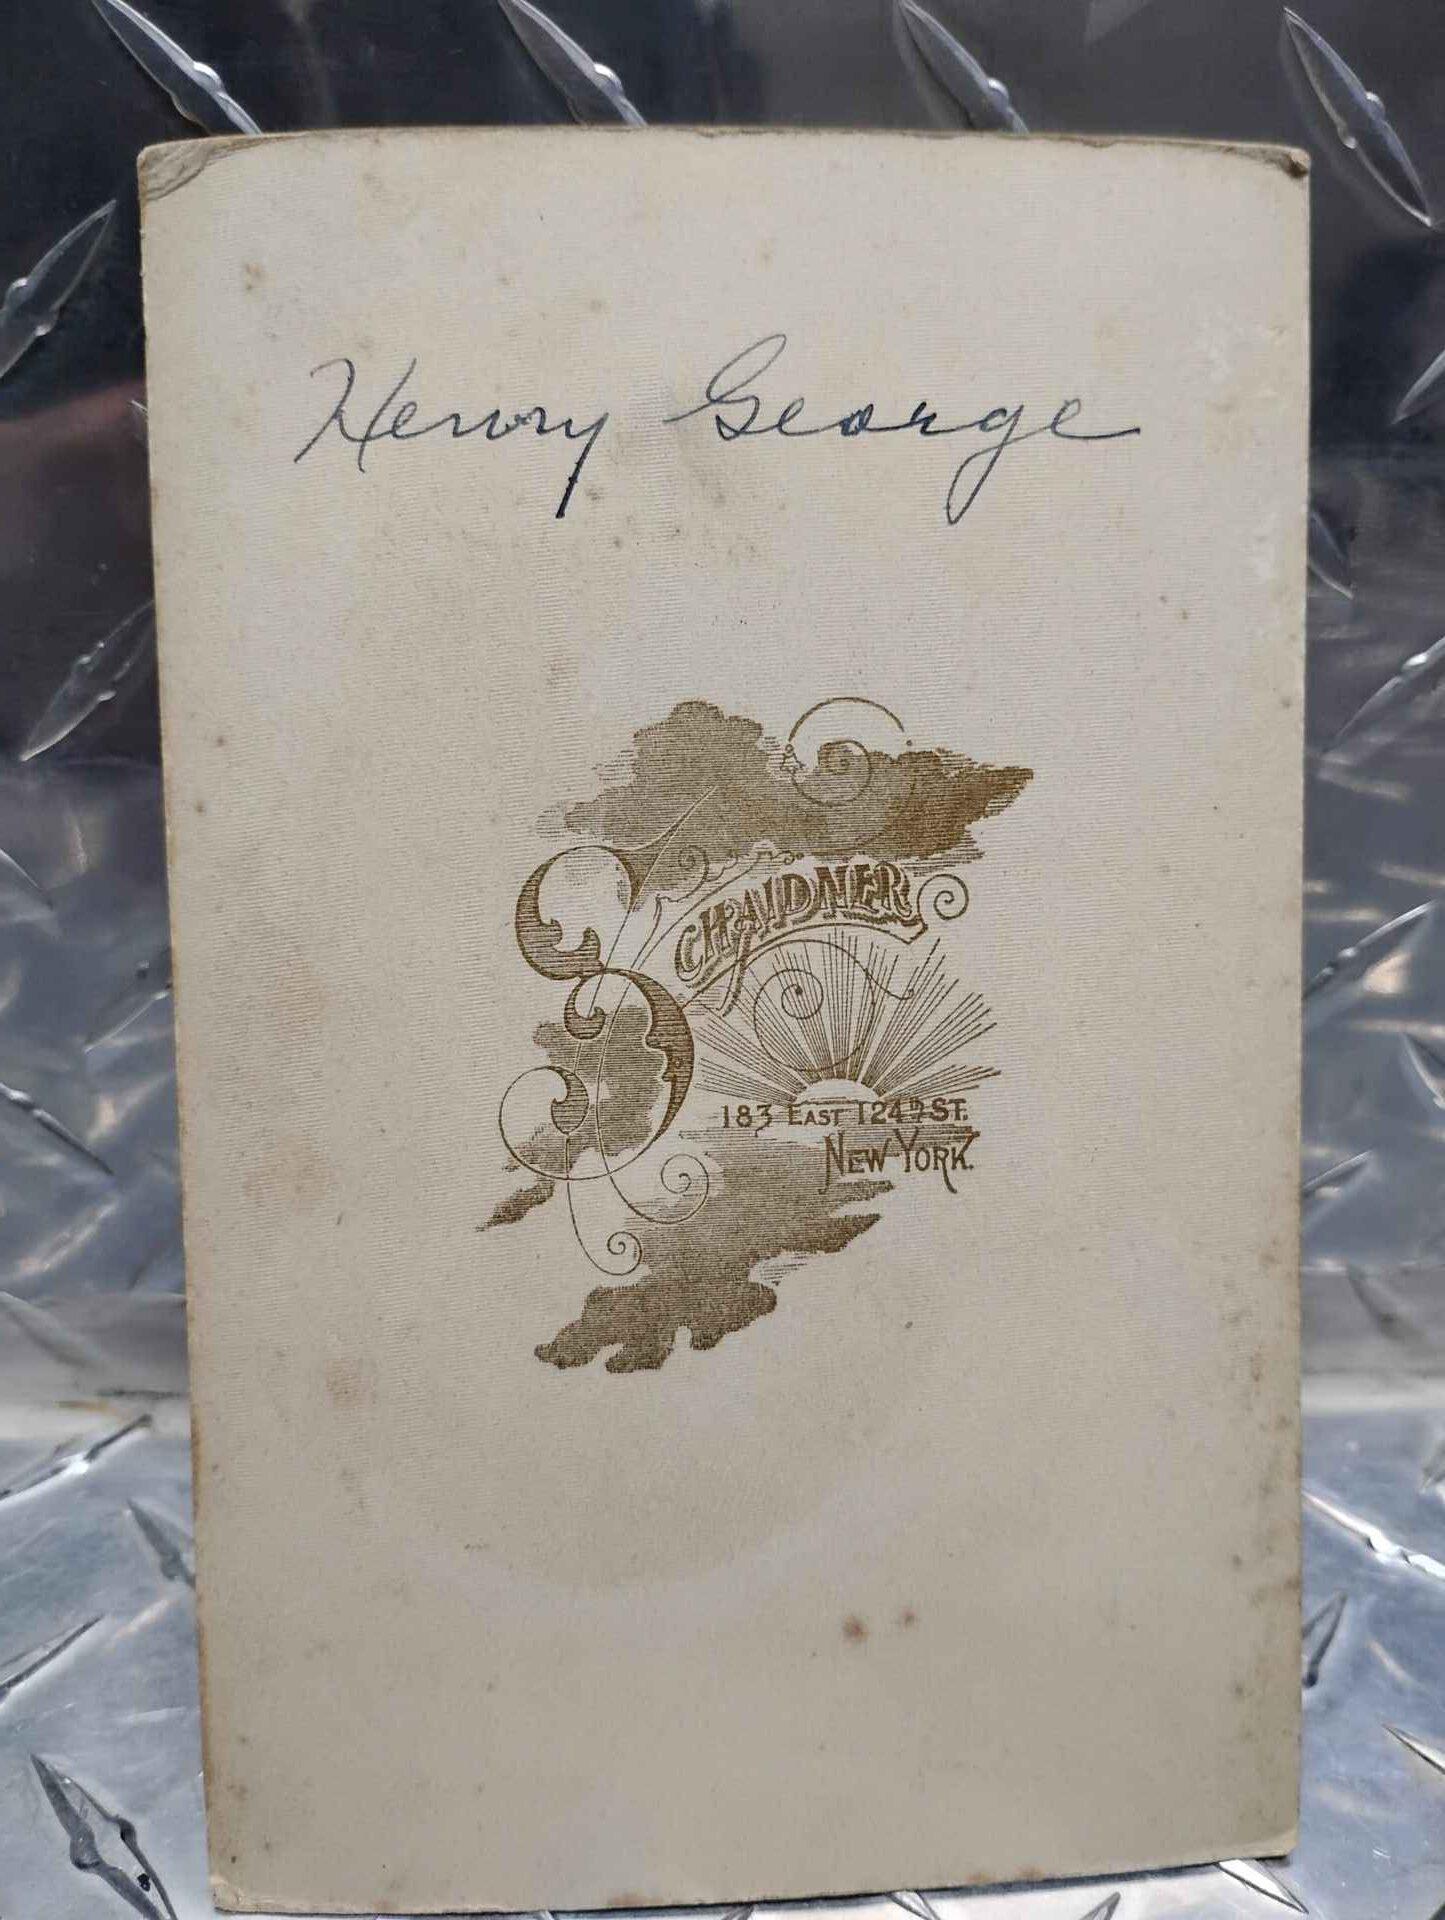 Henry George
SCHAIDNER
183 EAST 124TH ST.
NEW YORK.